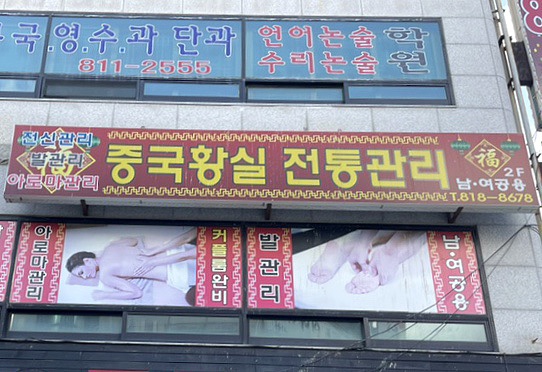 국.영.수.과 단과
811-2555
언어논술
수리논술
학원
전신관리
발관리
아로마관리
중국황실 전통관리
福
2F
남·여공용
T.818-8678
아로마관리
커플룸완비
발관리
남·여공용